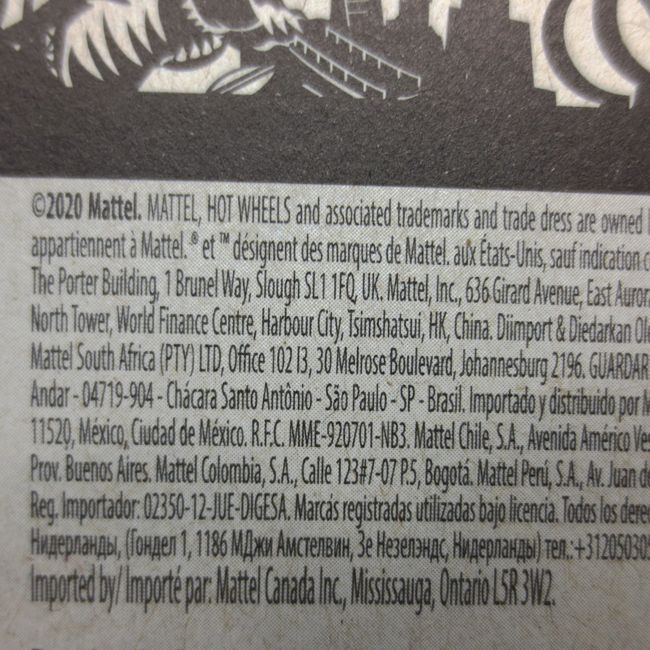 ©2020 Mattel. MATTEL, HOT WHEELS and associated trademarks and trade dress are owned
appartiennent à Mattel.® et ™ désignent des marques de Mattel. aux États-Unis, sauf indication
The Porter Building, 1 Brunel Way, Slough SL1 1FQ, UK. Mattel, Inc., 636 Girard Avenue, East Auror
North Tower, World Finance Centre, Harbour City, Tsimshatsui, HK, China. Diimport & Diedarkan Ol
Mattel South Africa (PTY) LTD, Office 102 I3, 30 Melrose Boulevard, Johannesburg 2196. GUARDAR
Andar - 04719-904 - Chácara Santo Antônio - São Paulo - SP - Brasil. Importado y distribuido por M
11520, México, Ciudad de México. R.F.C. MME-920701-NB3. Mattel Chile, S.A., Avenida Américo Ves
Prov. Buenos Aires. Mattel Colombia, S.A., Calle 123#7-07 P.5, Bogotá. Mattel Perú, S.A., Av. Juan de
Reg. Importador: 02350-12-JUE-DIGESA. Marcás registradas utilizadas bajo licencia. Todos los dere
Нидерланды, (Гондел 1, 1186 МДжи Амстелвин, Зе Незелэндс, Нидерланды) тел.:+31205030
Imported by/ Importé par: Mattel Canada Inc., Mississauga, Ontario L5R 3W2.